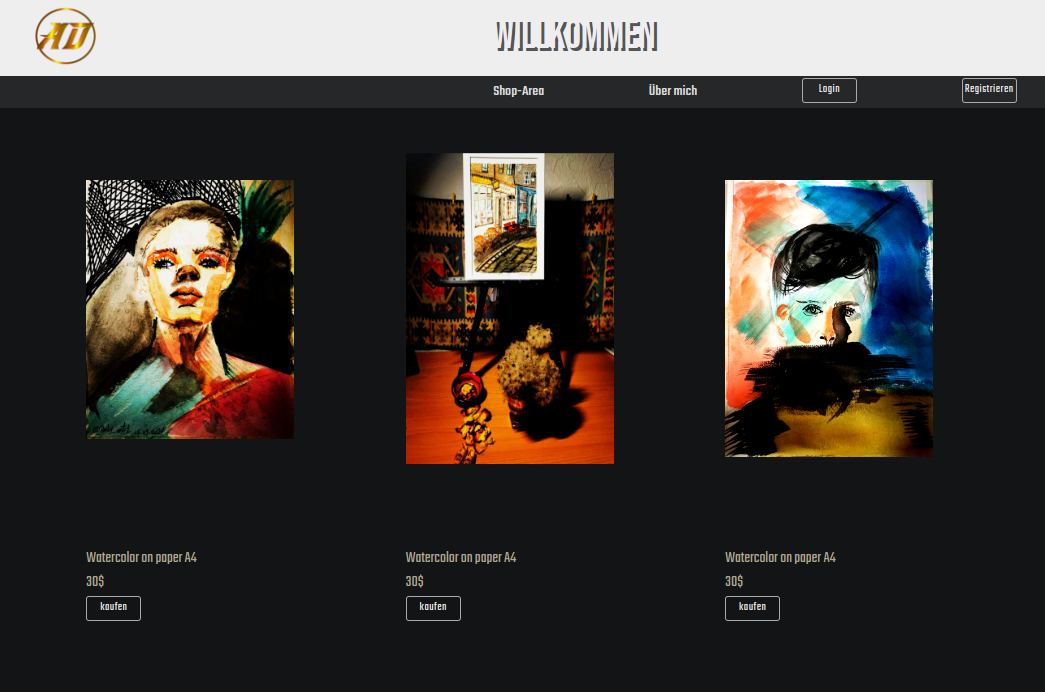 AD
WILLKOMMEN
Shop-Area
Über mich
Login
Registrieren
Watercolor on paper A4
Watercolor on paper A4
Watercolor on paper A4
30$
30$
30$
kaufen
kaufen
kaufen